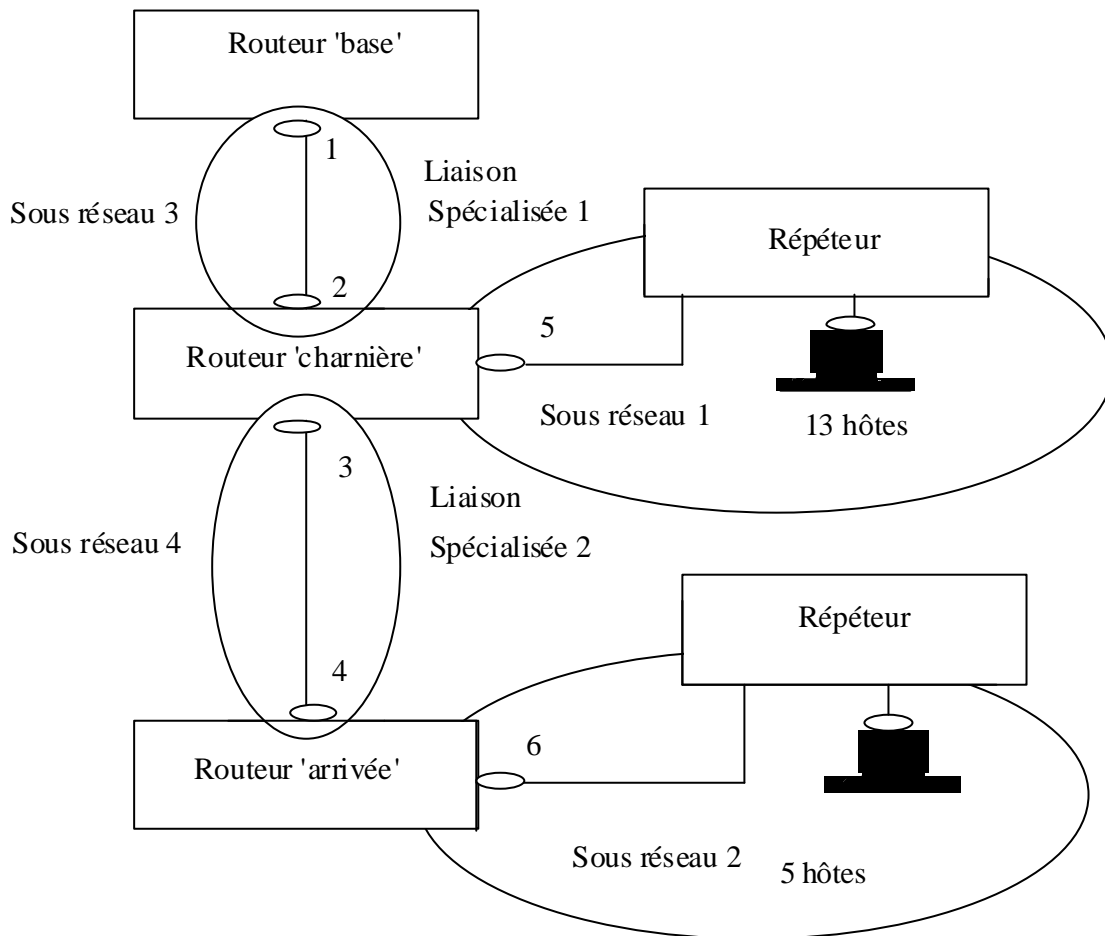 Routeur 'base'
1
Liaison
Spécialisée 1
Sous réseau 3
Répéteur
2
5
Routeur 'charnière'
Sous réseau 1
13 hôtes
3
Liaison
Spécialisée 2
Sous réseau 4
Répéteur
4
6
Routeur 'arrivée'
Sous réseau 2
5 hôtes